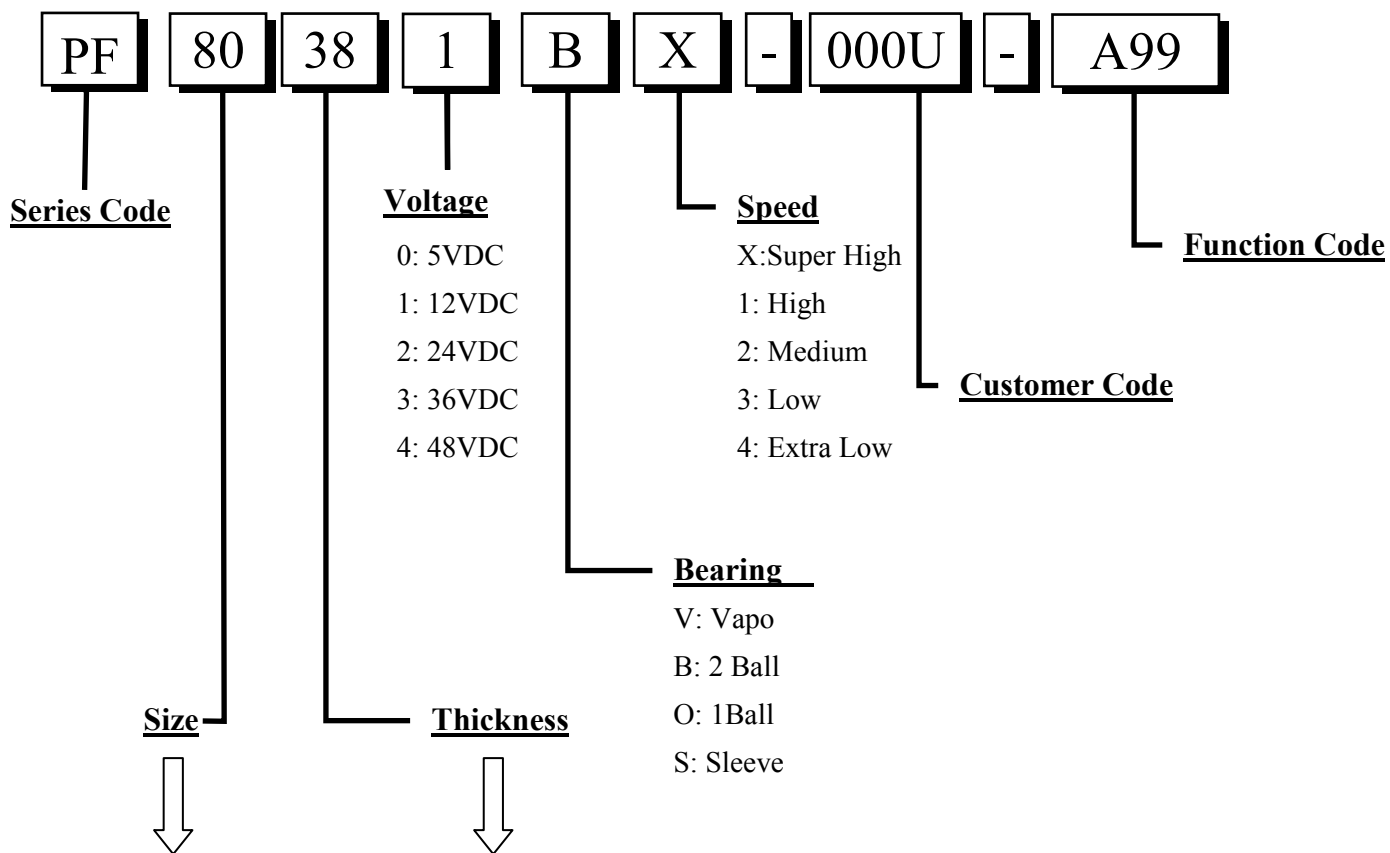 PF 80 38 1 B X - 000U - A99
Series Code
Voltage
0: 5VDC
1: 12VDC
2: 24VDC
3: 36VDC
4: 48VDC
Speed
X:Super High
1: High
2: Medium
3: Low
4: Extra Low
Function Code
Customer Code
Bearing
V: Vapo
B: 2 Ball
O: 1Ball
S: Sleeve
Size
Thickness